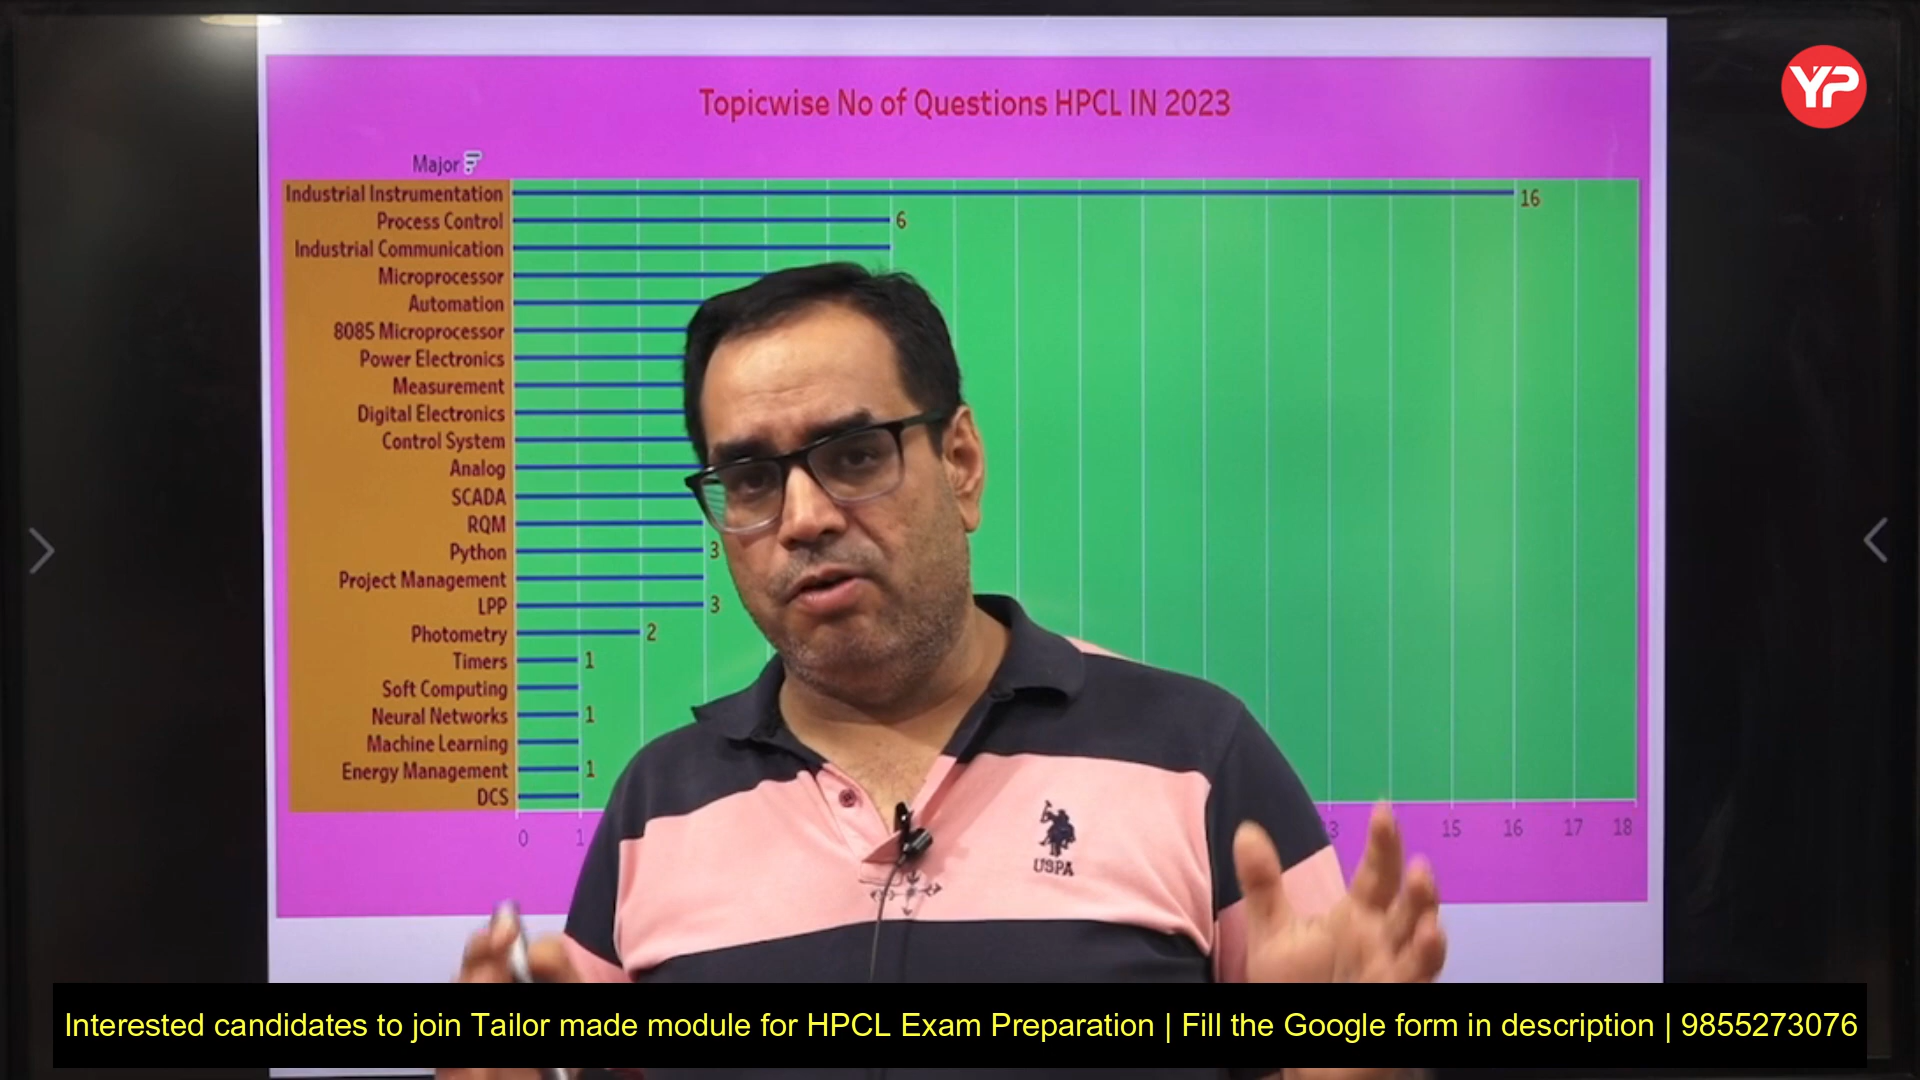 YP
Topicwise No of Questions HPCL IN 2023
Major
Industrial Instrumentation 16
Process Control 6
Industrial Communication
Microprocessor
Automation
8085 Microprocessor
Power Electronics
Measurement
Digital Electronics
Control System
Analog
SCADA
RQM
Python 3
Project Management
LPP 3
Photometry 2
Timers 1
Soft Computing
Neural Networks 1
Machine Learning
Energy Management 1
DCS
0 1 15 16 17 18
USPA
Interested candidates to join Tailor made module for HPCL Exam Preparation | Fill the Google form in description | 9855273076